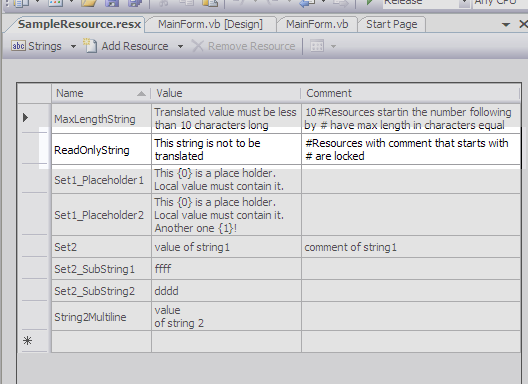 Release
Any CPU
SampleResource.resx MainForm.vb [Design] MainForm.vb Start Page
abc Strings Add Resource Remove Resource
Name Value Comment
MaxLengthString
Translated value must be less
than 10 characters long
10#Resources startin the number following
by # have max length in characters equal
ReadOnlyString
This string is not to be
translated
#Resources with comment that starts with
# are locked
Set1_Placeholder1
This {0} is a place holder.
Local value must contain it.
Set1_Placeholder2
This {0} is a place holder.
Local value must contain it.
Another one {1}!
Set2 value of string1 comment of string1
Set2_SubString1 ffff
Set2_SubString2 dddd
String2Multiline
value
of string 2